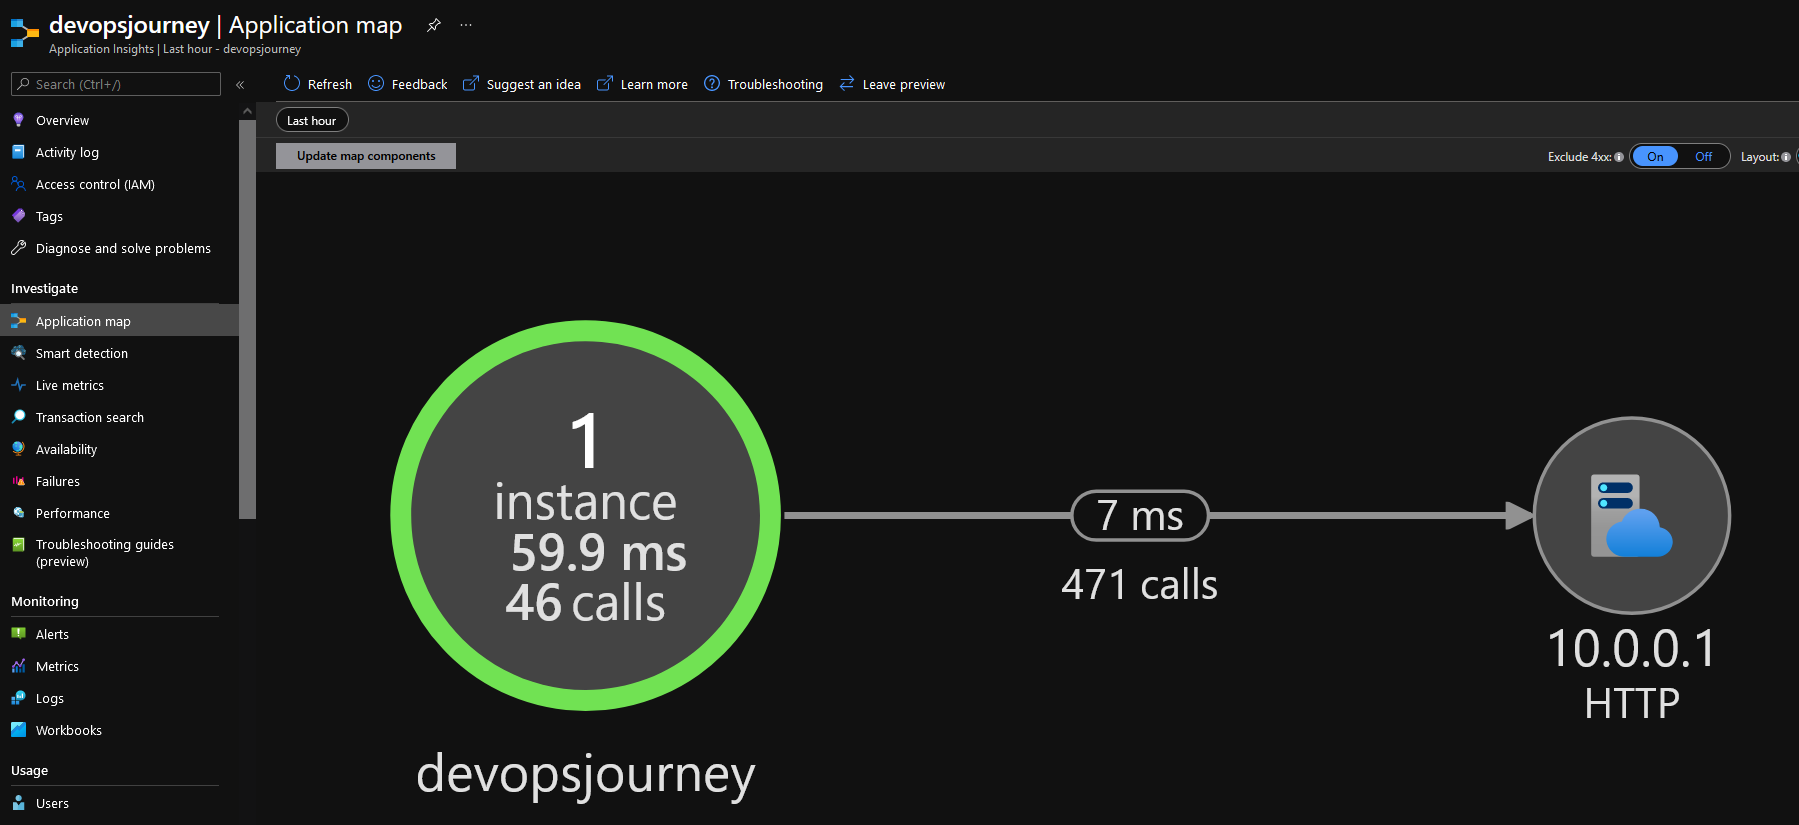 devopsjourney | Application map
Application Insights | Last hour - devopsjourney
Search (Ctrl+/)
«
Refresh
Feedback
Suggest an idea
Learn more
Troubleshooting
Leave preview
Overview
Activity log
Access control (IAM)
Tags
Diagnose and solve problems
Investigate
Application map
Smart detection
Live metrics
Transaction search
Availability
Failures
Performance
Troubleshooting guides
(preview)
Monitoring
Alerts
Metrics
Logs
Workbooks
Usage
Users
Last hour
Update map components
Exclude 4xx: On Off Layout:
1
instance
59.9 ms
46 calls
devopsjourney
7 ms
471 calls
10.0.0.1
HTTP